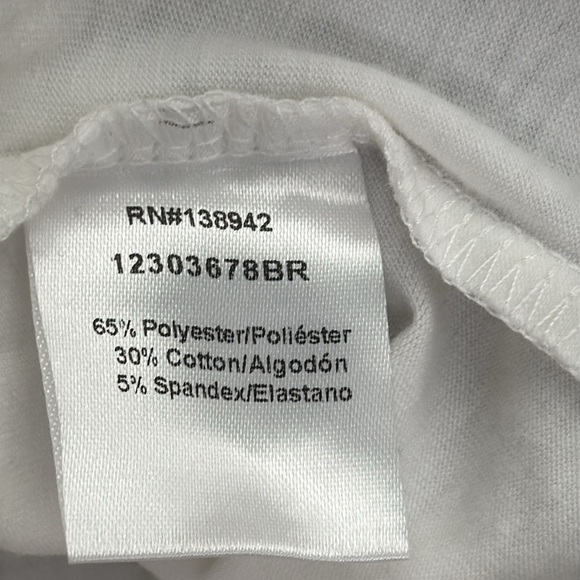 RN#138942
12303678BR
65% Polyester/Poliéster
30% Cotton/Algodón
5% Spandex/Elastano